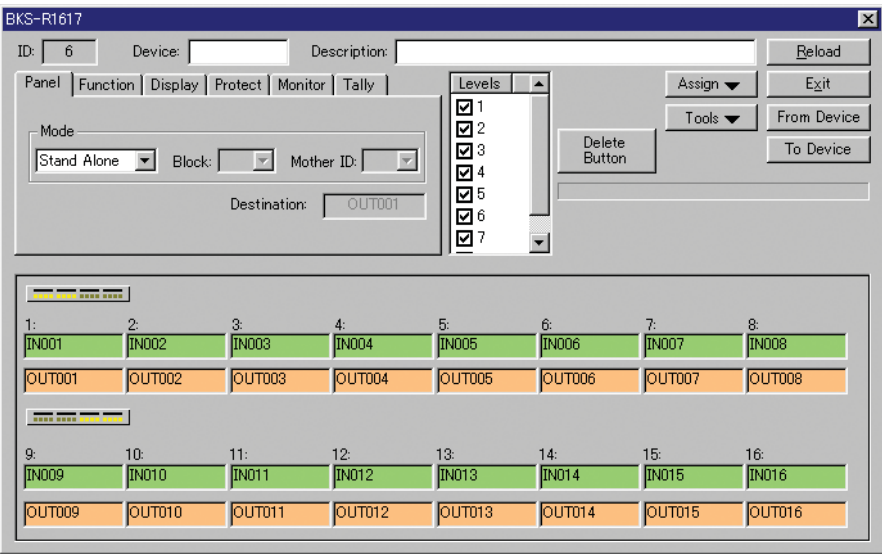 BKS-R1617
ID: 6 Device: Description: Reload
Panel Function Display Protect Monitor Tally Levels Assign Exit
Mode
Stand Alone Block: Mother ID:
Destination: OUT001
1
2
3
4
5
6
7
Delete
Button
Tools From Device
To Device
1: 2: 3: 4: 5: 6: 7: 8:
IN001 IN002 IN003 IN004 IN005 IN006 IN007 IN008
OUT001 OUT002 OUT003 OUT004 OUT005 OUT006 OUT007 OUT008
9: 10: 11: 12: 13: 14: 15: 16:
IN009 IN010 IN011 IN012 IN013 IN014 IN015 IN016
OUT009 OUT010 OUT011 OUT012 OUT013 OUT014 OUT015 OUT016